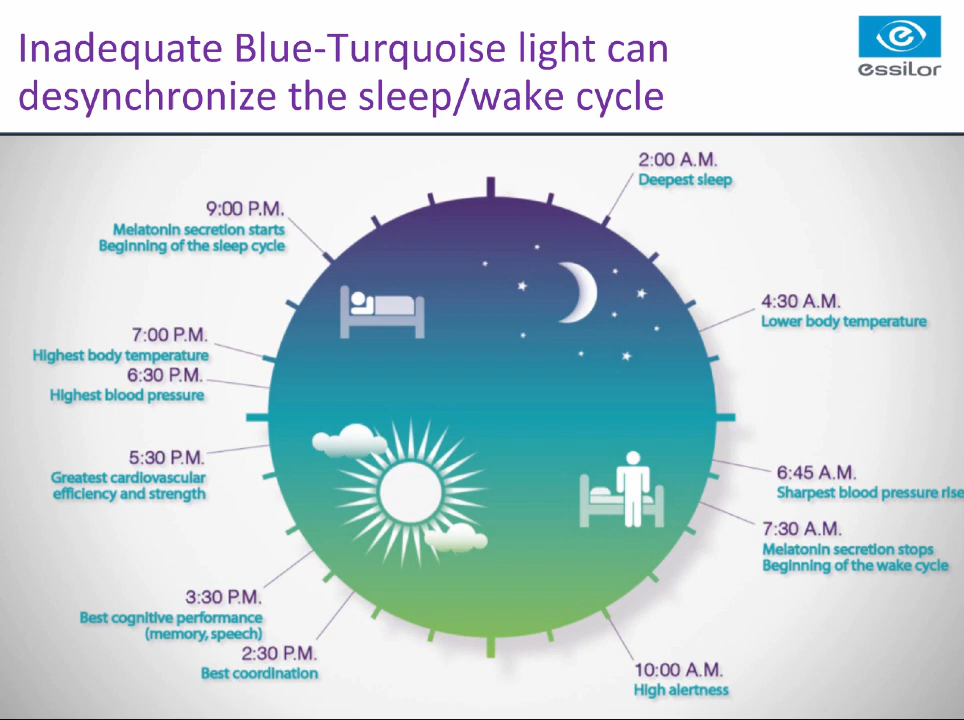 Inadequate Blue-Turquoise light can
desynchronize the sleep/wake cycle
essilor
2:00 A.M.
Deepest sleep
9:00 P.M.
Melatonin secretion starts
Beginning of the sleep cycle
4:30 A.M.
Lower body temperature
7:00 P.M.
Highest body temperature
6:30 P.M.
Highest blood pressure
5:30 P.M.
Greatest cardiovascular
efficiency and strength
6:45 A.M.
Sharpest blood pressure rise
7:30 A.M.
Melatonin secretion stops
Beginning of the wake cycle
3:30 P.M.
Best cognitive performance
(memory, speech)
2:30 P.M.
Best coordination
10:00 A.M.
High alertness